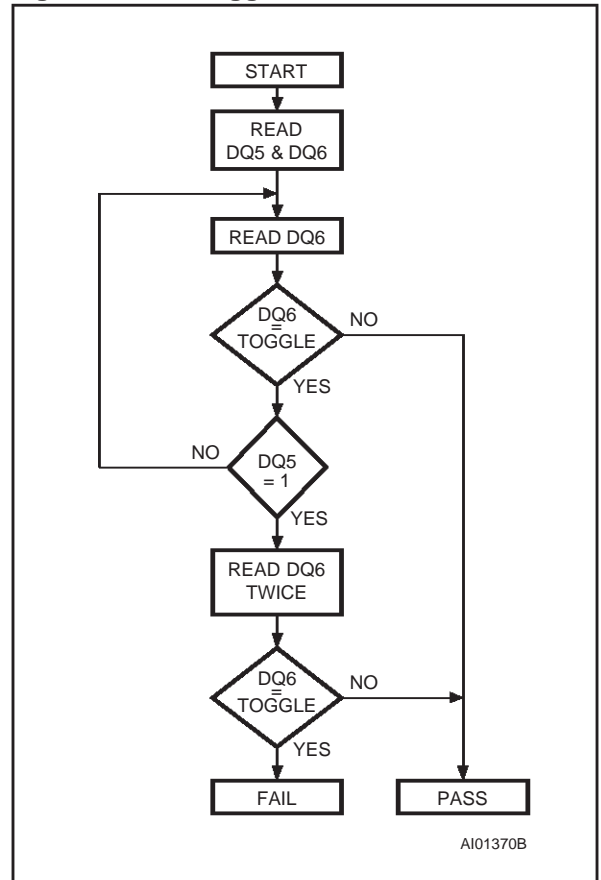 START
READ
DQ5 & DQ6
READ DQ6
DQ6
=
TOGGLE
NO
YES
NO
DQ5
= 1
YES
READ DQ6
TWICE
DQ6
=
TOGGLE
NO
YES
FAIL
PASS
AI01370B